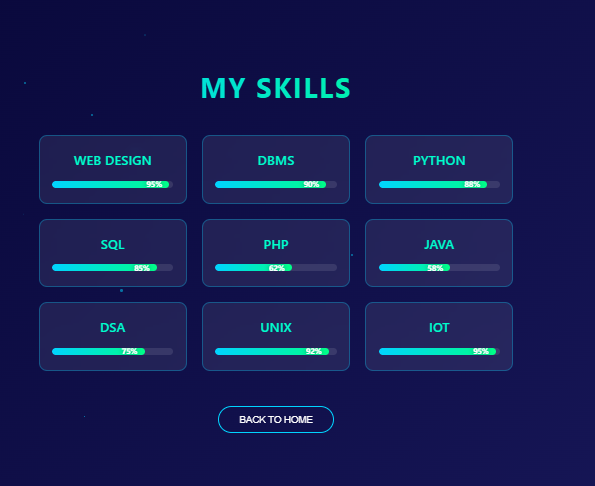 MY SKILLS
WEB DESIGN
95%
DBMS
90%
PYTHON
88%
SQL
85%
PHP
62%
JAVA
58%
DSA
75%
UNIX
92%
IOT
95%
BACK TO HOME